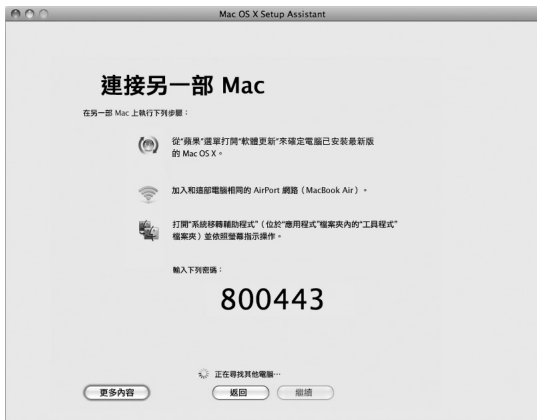 Mac OS X Setup Assistant
連接另一部 Mac
在另一部 Mac 上執行下列步驟：
從“蘋果”選單打開“軟體更新”來確定電腦已安裝最新版
的 Mac OS X。
加入和這部電腦相同的 AirPort 網路（MacBook Air）。
打開“系統移轉輔助程式”（位於“應用程式”檔案夾內的“工具程式”
檔案夾）並依照螢幕指示操作。
輸入下列密碼：
800443
正在尋找其他電腦⋯
更多內容
返回
繼續